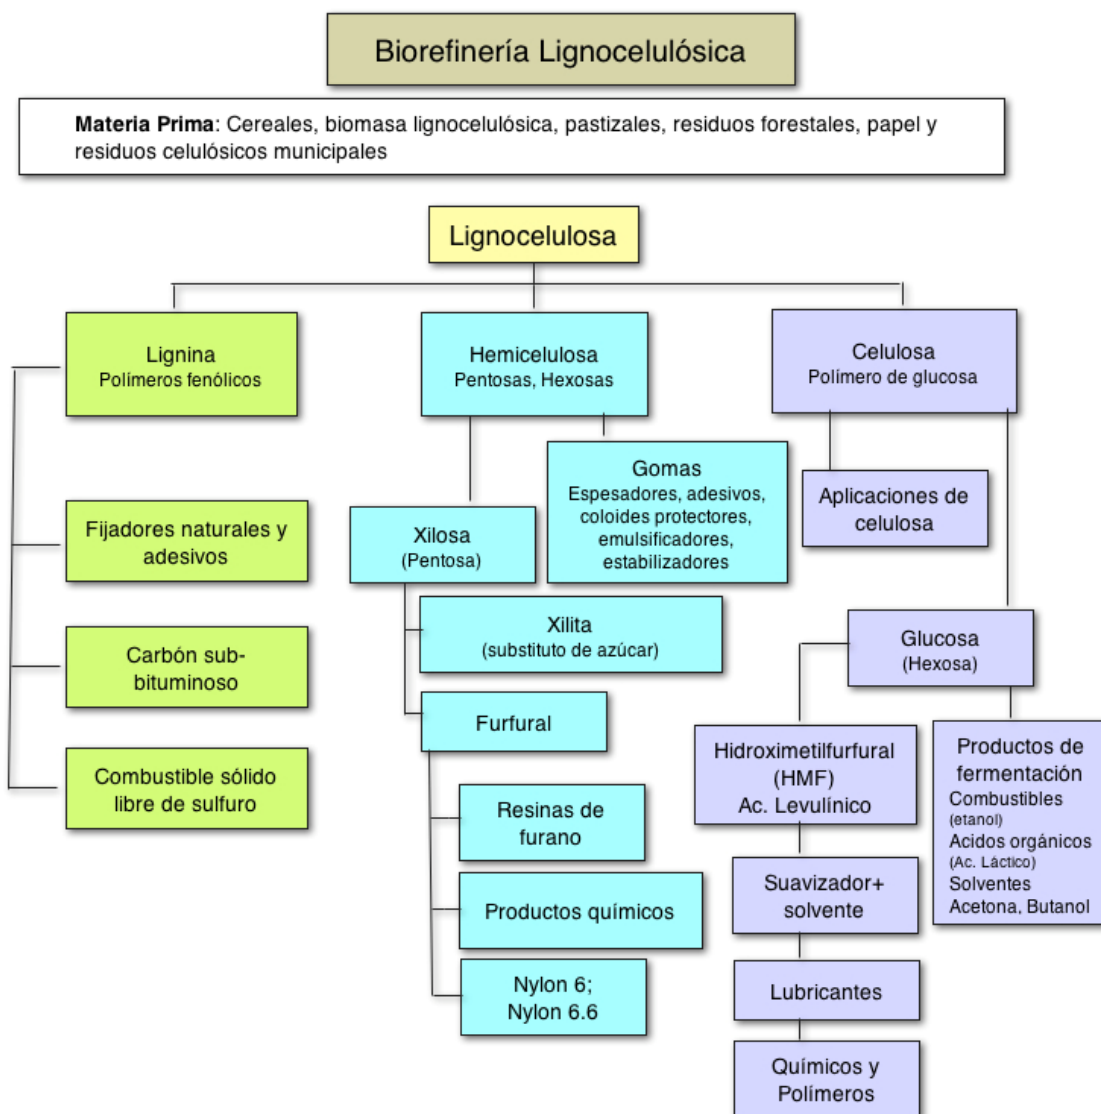 Biorefinería Lignocelulósica
Materia Prima: Cereales, biomasa lignocelulósica, pastizales, residuos forestales, papel y
residuos celulósicos municipales
Lignocelulosa
Lignina
Polímeros fenólicos
Fijadores naturales y
adesivos
Carbón sub-
bituminoso
Combustible sólido
libre de sulfuro
Hemicelulosa
Pentosas, Hexosas
Gomas
Espesadores, adesivos,
coloides protectores,
emulsificadores,
estabilizadores
Xilosa
(Pentosa)
Xilita
(substituto de azúcar)
Furfural
Resinas de
furano
Productos químicos
Nylon 6;
Nylon 6.6
Celulosa
Polímero de glucosa
Aplicaciones de
celulosa
Glucosa
(Hexosa)
Hidroximetilfurfural
(HMF)
Ac. Levulínico
Suavizador+
solvente
Lubricantes
Químicos y
Polímeros
Productos de
fermentación
Combustibles
(etanol)
Acidos orgánicos
(Ac. Láctico)
Solventes
Acetona, Butanol